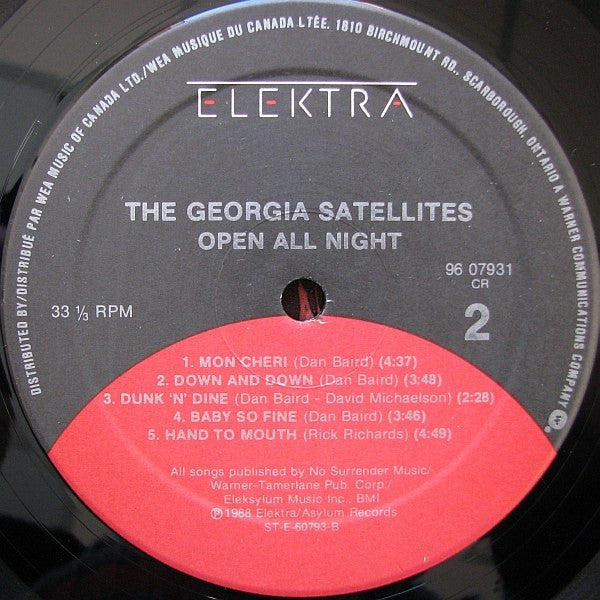 DISTRIBUTED BY/DISTRIBUÉ PAR WEA MUSIC OF CANADA LTD./WEA MUSIQUE DU CANADA LTÉE. 1810 BIRCHMOUNT RD., SCARBOROUGH, ONTARIO A WARNER COMMUNICATIONS COMPANY
ELEKTRA
THE GEORGIA SATELLITES
OPEN ALL NIGHT
96 07931
CR
33 ⅓ RPM
2
1. MON CHERI (Dan Baird) (4:37)
2. DOWN AND DOWN (Dan Baird) (3:48)
3. DUNK 'N' DINE (Dan Baird - David Michaelson) (2:28)
4. BABY SO FINE (Dan Baird) (3:46)
5. HAND TO MOUTH (Rick Richards) (4:49)
All songs published by No Surrender Music/
Warner-Tamerlane Pub. Corp./
Eleksylum Music Inc., BMI
℗1988 Elektra/Asylum Records
ST-E-60793-B